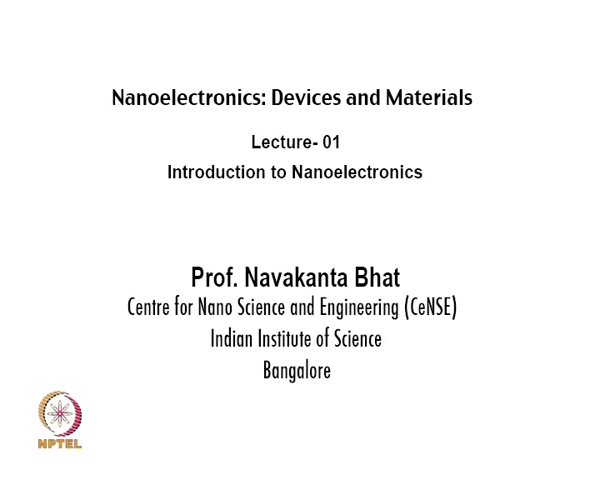 Nanoelectronics: Devices and Materials
Lecture- 01
Introduction to Nanoelectronics
Prof. Navakanta Bhat
Centre for Nano Science and Engineering (CeNSE)
Indian Institute of Science
Bangalore
NPTEL